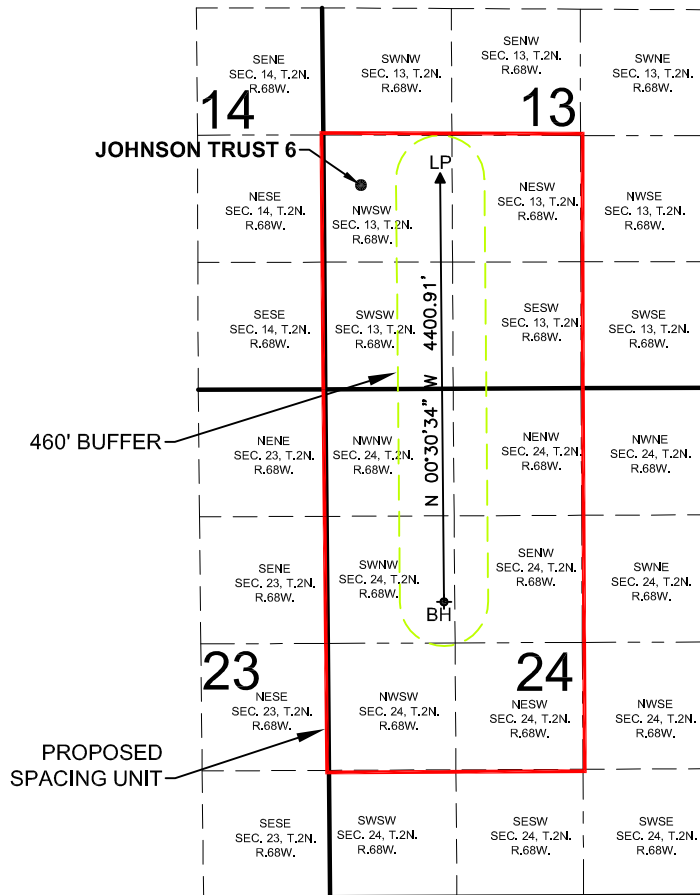 SENE
SEC. 14, T.2N.
R.68W.
SWNW
SEC. 13, T.2N.
R.68W.
SENW
SEC. 13, T.2N.
R.68W.
SWNE
SEC. 13, T.2N.
R.68W.
14
13
JOHNSON TRUST 6
LP
NESE
SEC. 14, T.2N.
R.68W.
NWSW
SEC. 13, T.2N.
R.68W.
NESW
SEC. 13, T.2N.
R.68W.
NWSE
SEC. 13, T.2N.
R.68W.
SESE
SEC. 14, T.2N.
R.68W.
SWSW
SEC. 13, T.2N.
R.68W.
N 00°30'34" W 4400.91'
SESW
SEC. 13, T.2N.
R.68W.
SWSE
SEC. 13, T.2N.
R.68W.
460' BUFFER
NENE
SEC. 23, T.2N.
R.68W.
NWNW
SEC. 24, T.2N.
R.68W.
NENW
SEC. 24, T.2N.
R.68W.
NWNE
SEC. 24, T.2N.
R.68W.
SENE
SEC. 23, T.2N.
R.68W.
SWNW
SEC. 24, T.2N.
R.68W.
SENW
SEC. 24, T.2N.
R.68W.
SWNE
SEC. 24, T.2N.
R.68W.
BH
23
24
NESE
SEC. 23, T.2N.
R.68W.
NWSW
SEC. 24, T.2N.
R.68W.
NESW
SEC. 24, T.2N.
R.68W.
NWSE
SEC. 24, T.2N.
R.68W.
PROPOSED
SPACING UNIT
SESE
SEC. 23, T.2N.
R.68W.
SWSW
SEC. 24, T.2N.
R.68W.
SESW
SEC. 24, T.2N.
R.68W.
SWSE
SEC. 24, T.2N.
R.68W.